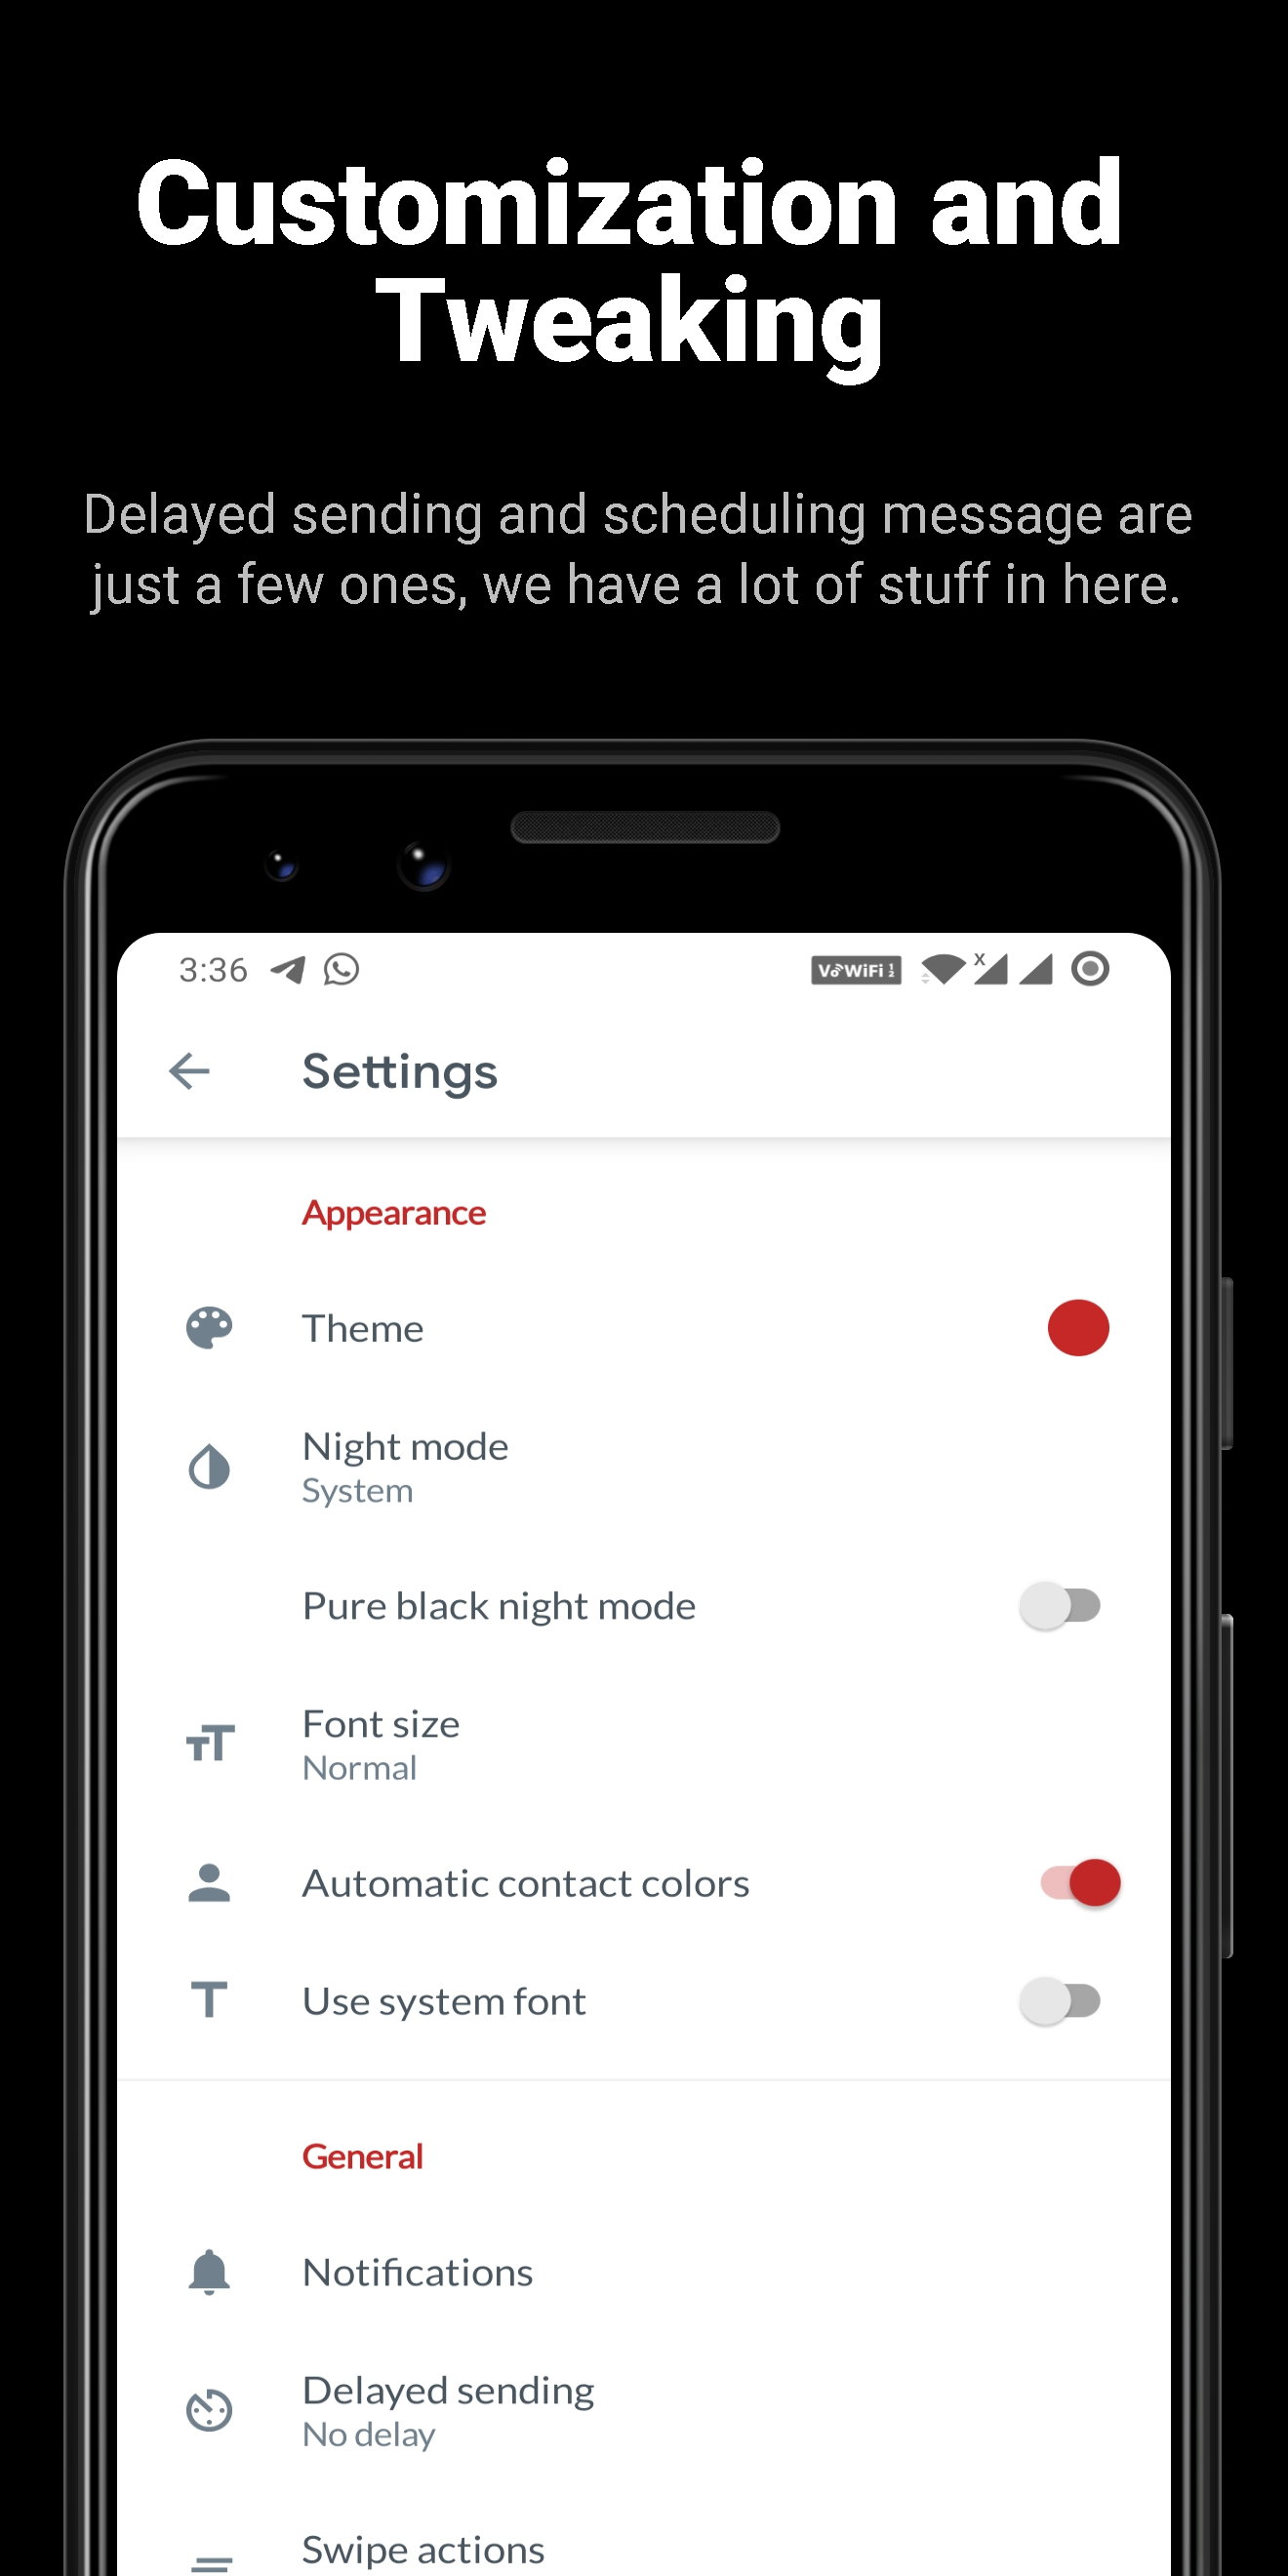 Customization and
Tweaking
Delayed sending and scheduling message are
just a few ones, we have a lot of stuff in here.
3:36
VoWiFi 1 2
x
Settings
Appearance
Theme
Night mode
System
Pure black night mode
Font size
Normal
Automatic contact colors
Use system font
General
Notifications
Delayed sending
No delay
Swipe actions